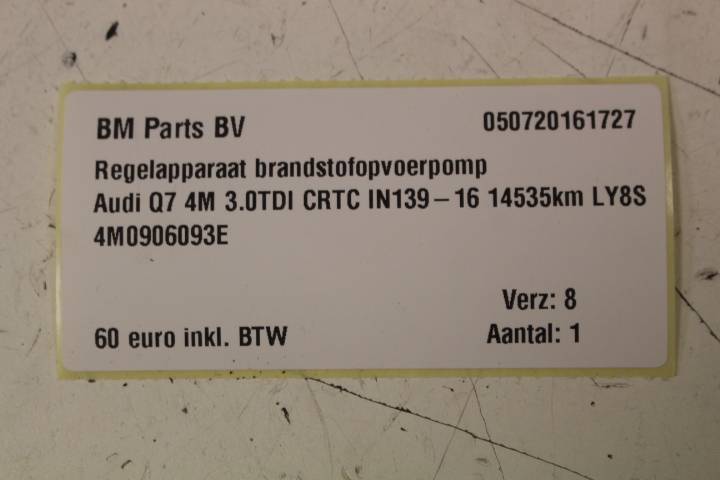 BM Parts BV 050720161727
Regelapparaat brandstofopvoerpomp
Audi Q7 4M 3.0TDI CRTC IN139-16 14535km LY8S
4M0906093E
Verz: 8
60 euro inkl. BTW Aantal: 1